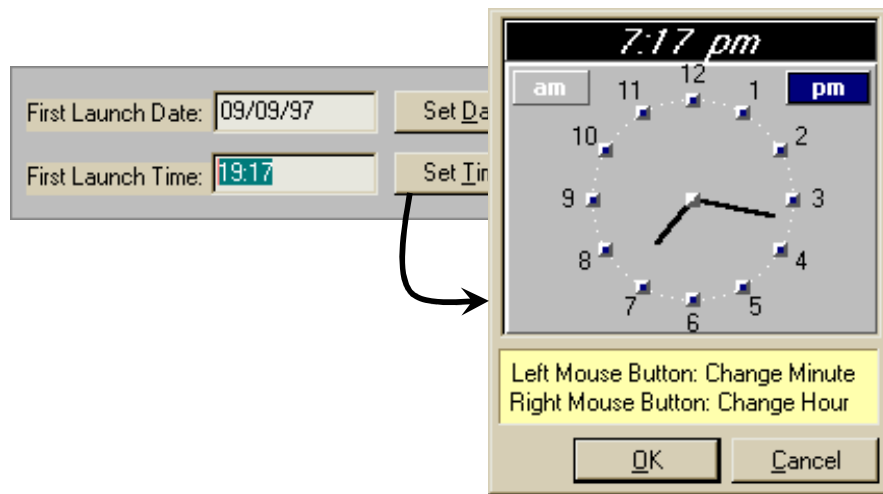 First Launch Date: 09/09/97 Set Da
First Launch Time: 19:17 Set Tim
7:17 pm
am pm
12
11 1
10 2
9 3
8 4
7 5
6
Left Mouse Button: Change Minute
Right Mouse Button: Change Hour
OK Cancel